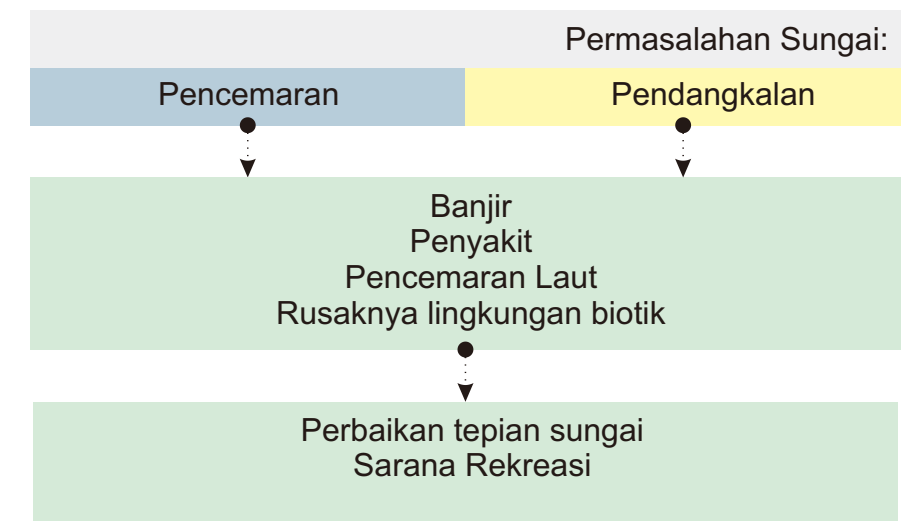 Permasalahan Sungai:
Pencemaran
Pendangkalan
Banjir
Penyakit
Pencemaran Laut
Rusaknya lingkungan biotik
Perbaikan tepian sungai
Sarana Rekreasi